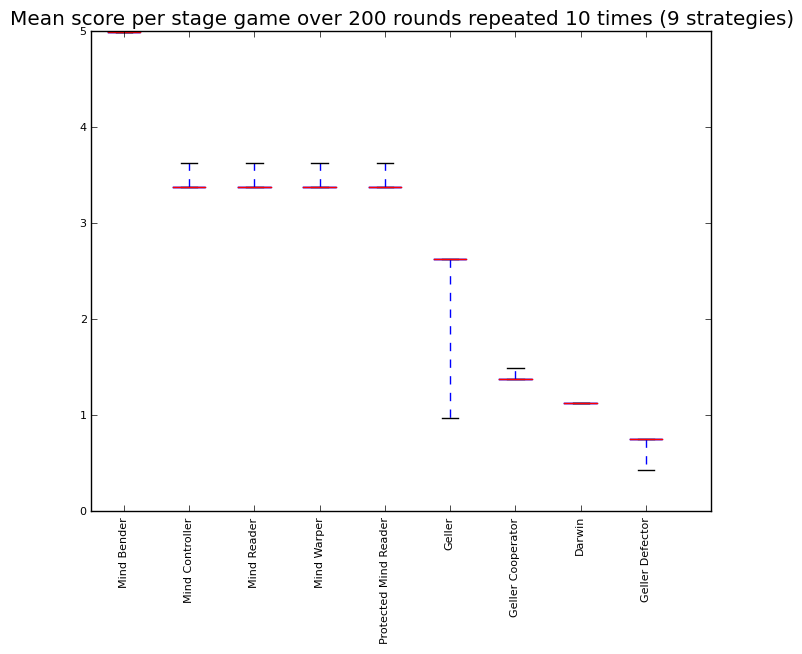 Mean score per stage game over 200 rounds repeated 10 times (9 strategies)
5
4
3
2
1
0
Mind Bender
Mind Controller
Mind Reader
Mind Warper
Protected Mind Reader
Geller
Geller Cooperator
Darwin
Geller Defector